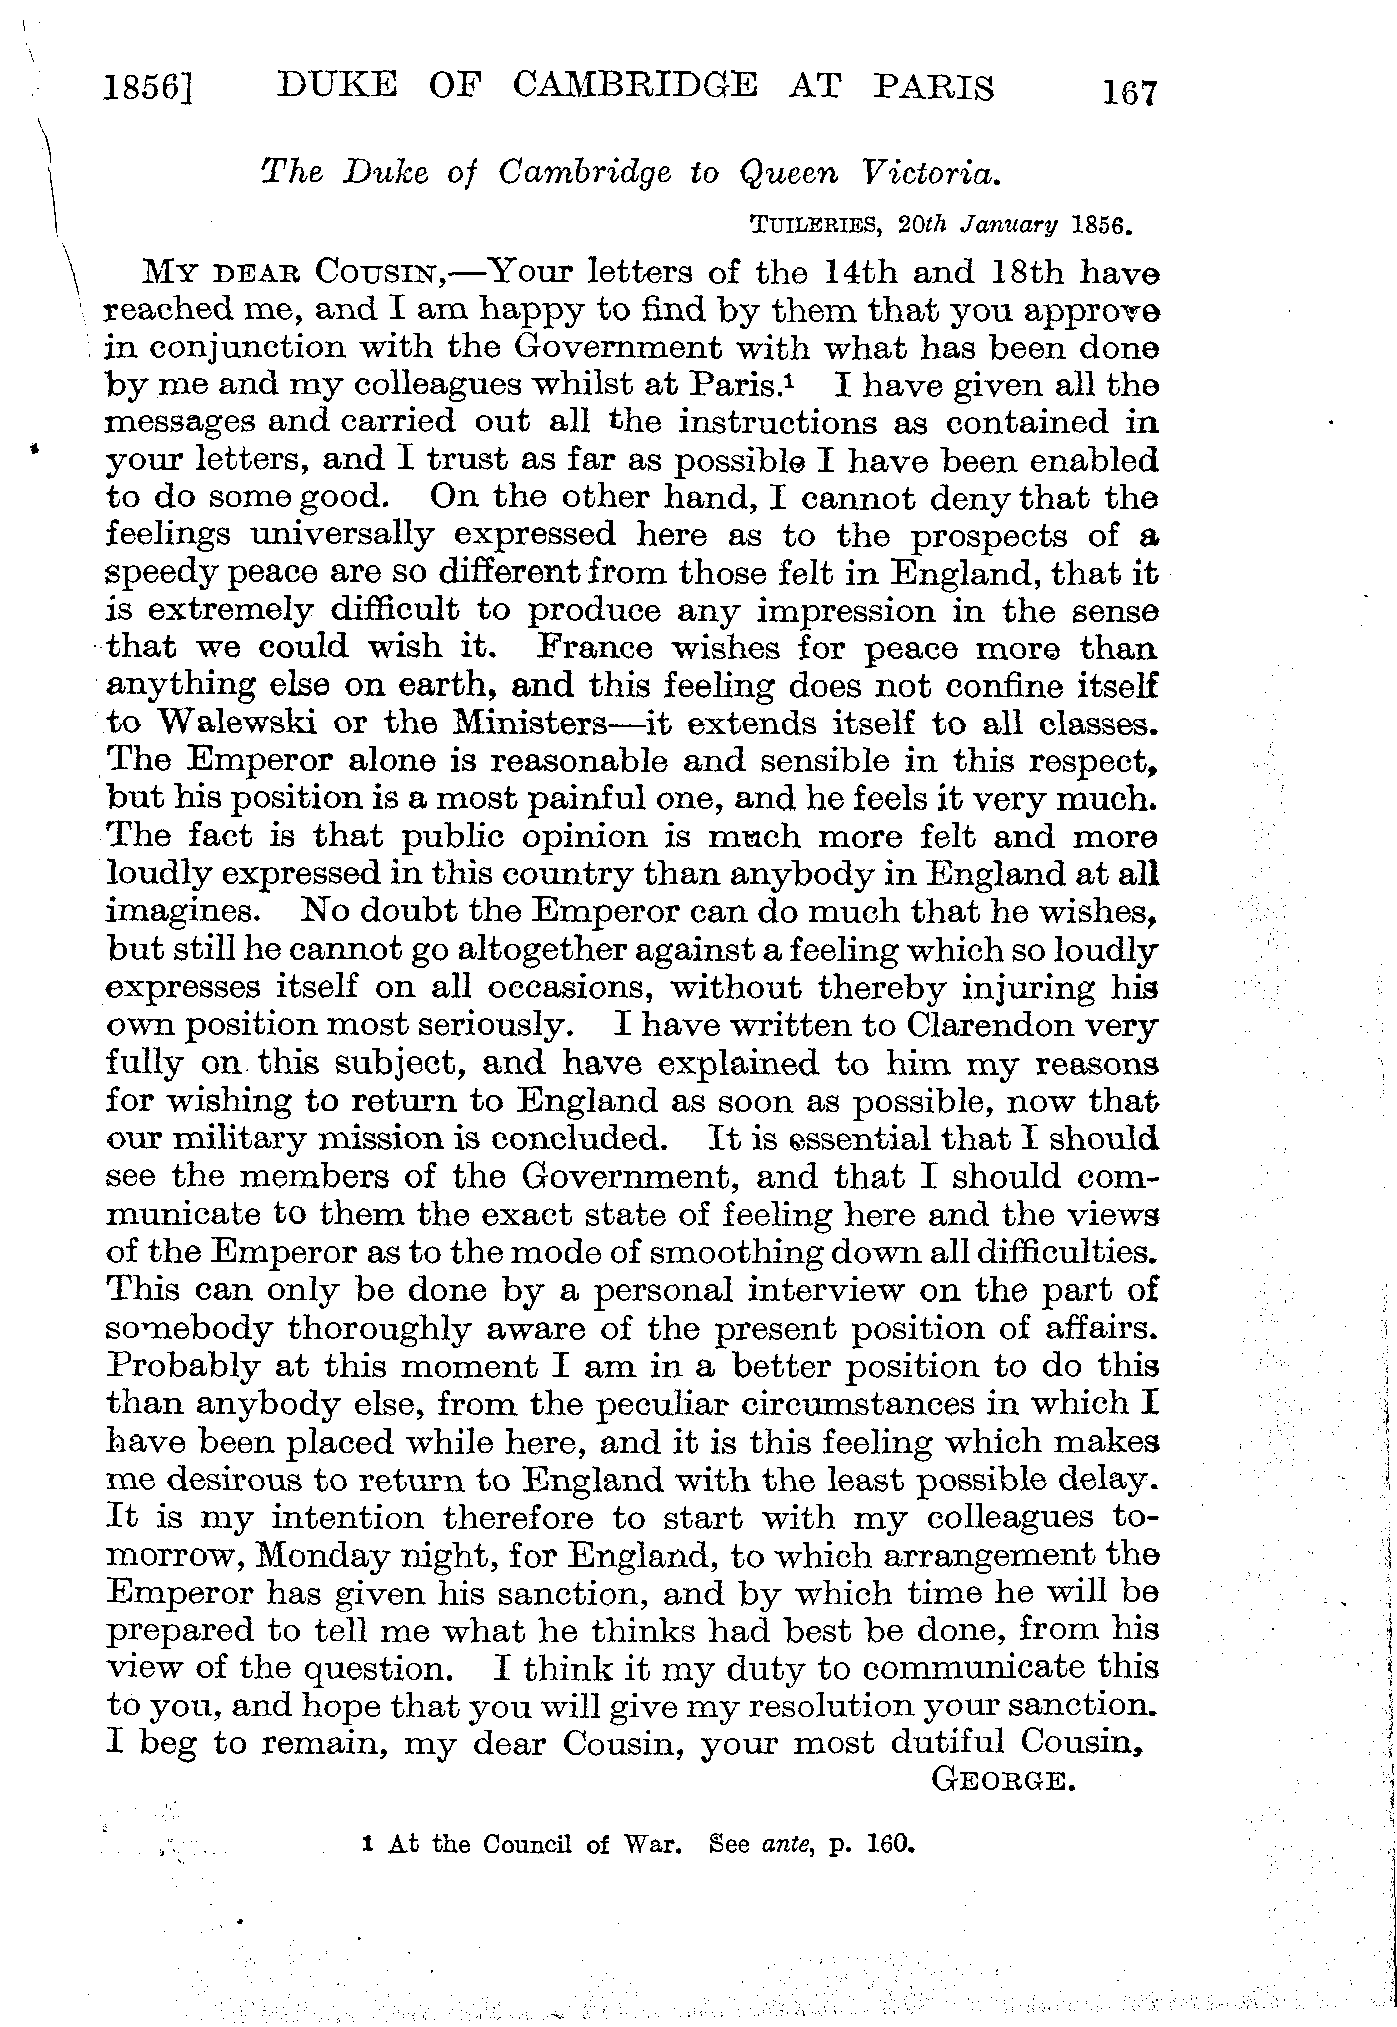 1856] DUKE OF CAMBRIDGE AT PARIS 167
The Duke of Cambridge to Queen Victoria.
TUILERIES, 20th January 1856.
MY DEAR COUSIN,—Your letters of the 14th and 18th have
reached me, and I am happy to find by them that you approve
in conjunction with the Government with what has been done
by me and my colleagues whilst at Paris.¹ I have given all the
messages and carried out all the instructions as contained in
your letters, and I trust as far as possible I have been enabled
to do some good. On the other hand, I cannot deny that the
feelings universally expressed here as to the prospects of a
speedy peace are so different from those felt in England, that it
is extremely difficult to produce any impression in the sense
that we could wish it. France wishes for peace more than
anything else on earth, and this feeling does not confine itself
to Walewski or the Ministers—it extends itself to all classes.
The Emperor alone is reasonable and sensible in this respect,
but his position is a most painful one, and he feels it very much.
The fact is that public opinion is much more felt and more
loudly expressed in this country than anybody in England at all
imagines. No doubt the Emperor can do much that he wishes,
but still he cannot go altogether against a feeling which so loudly
expresses itself on all occasions, without thereby injuring his
own position most seriously. I have written to Clarendon very
fully on this subject, and have explained to him my reasons
for wishing to return to England as soon as possible, now that
our military mission is concluded. It is essential that I should
see the members of the Government, and that I should com-
municate to them the exact state of feeling here and the views
of the Emperor as to the mode of smoothing down all difficulties.
This can only be done by a personal interview on the part of
somebody thoroughly aware of the present position of affairs.
Probably at this moment I am in a better position to do this
than anybody else, from the peculiar circumstances in which I
have been placed while here, and it is this feeling which makes
me desirous to return to England with the least possible delay.
It is my intention therefore to start with my colleagues to-
morrow, Monday night, for England, to which arrangement the
Emperor has given his sanction, and by which time he will be
prepared to tell me what he thinks had best be done, from his
view of the question. I think it my duty to communicate this
to you, and hope that you will give my resolution your sanction.
I beg to remain, my dear Cousin, your most dutiful Cousin,
GEORGE.
1 At the Council of War. See ante, p. 160.